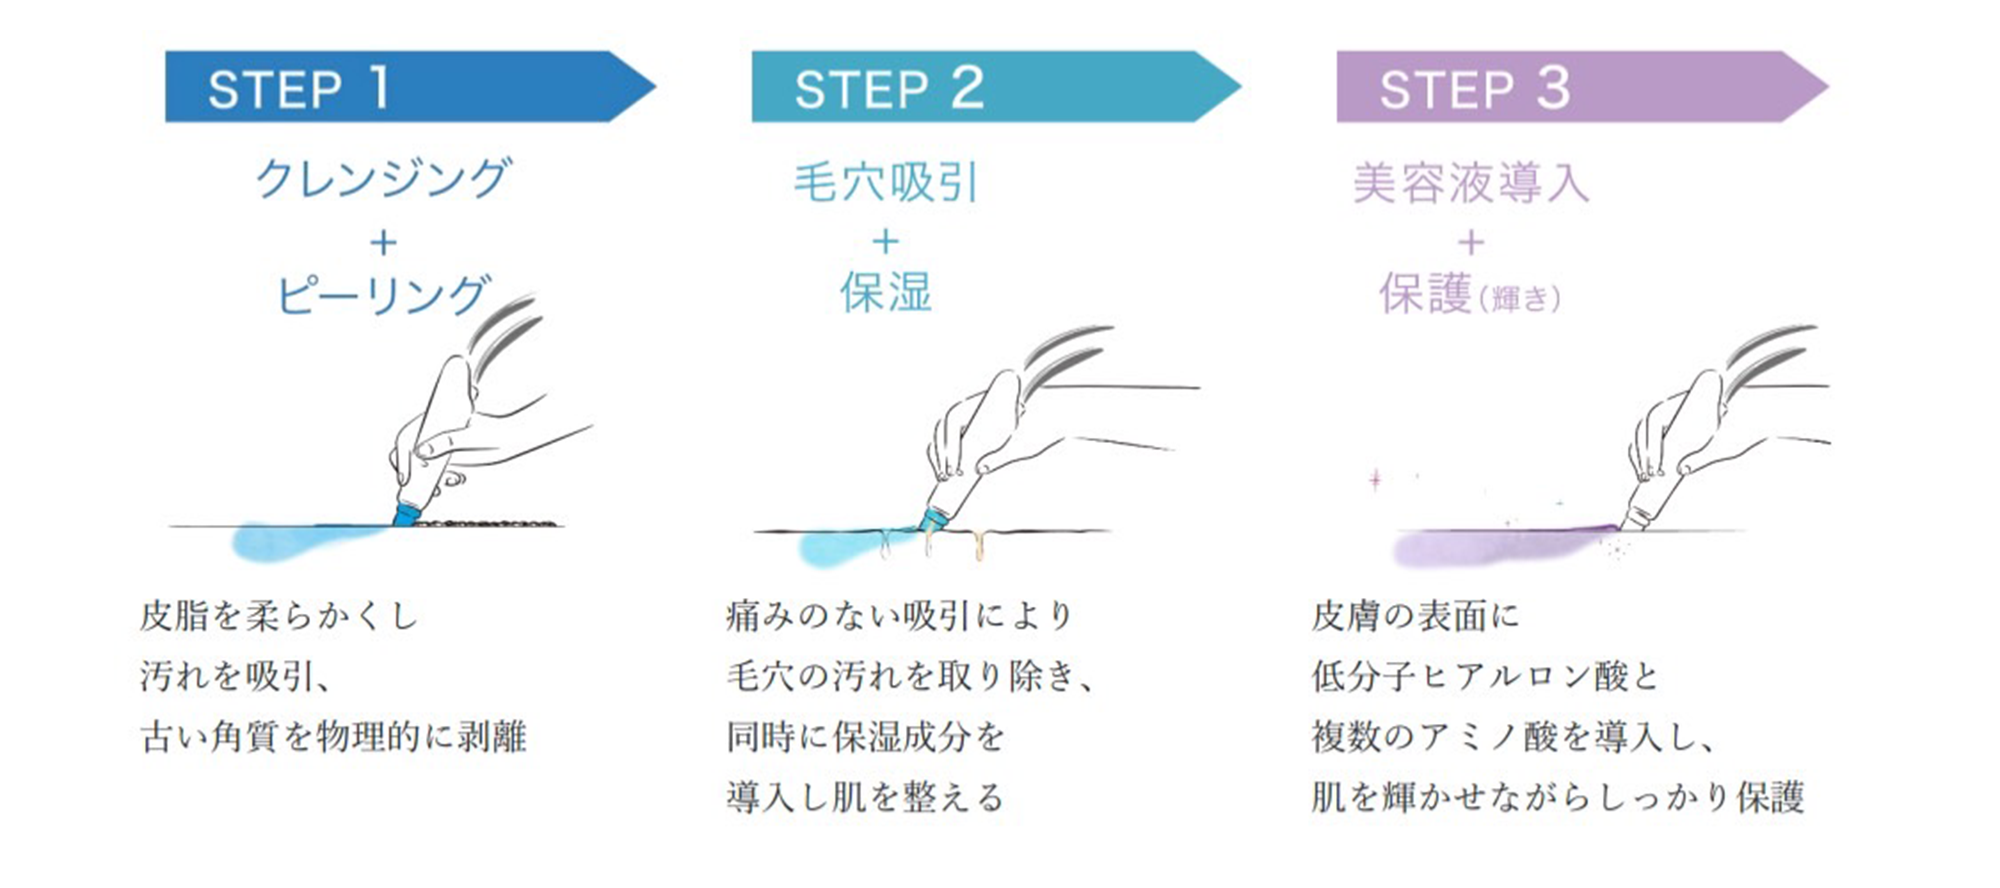 STEP 1
クレンジング
+
ピーリング
皮脂を柔らかくし
汚れを吸引、
古い角質を物理的に剥離
STEP 2
毛穴吸引
+
保湿
痛みのない吸引により
毛穴の汚れを取り除き、
同時に保湿成分を
導入し肌を整える
STEP 3
美容液導入
+
保護(輝き)
皮膚の表面に
低分子ヒアルロン酸と
複数のアミノ酸を導入し、
肌を輝かせながらしっかり保護